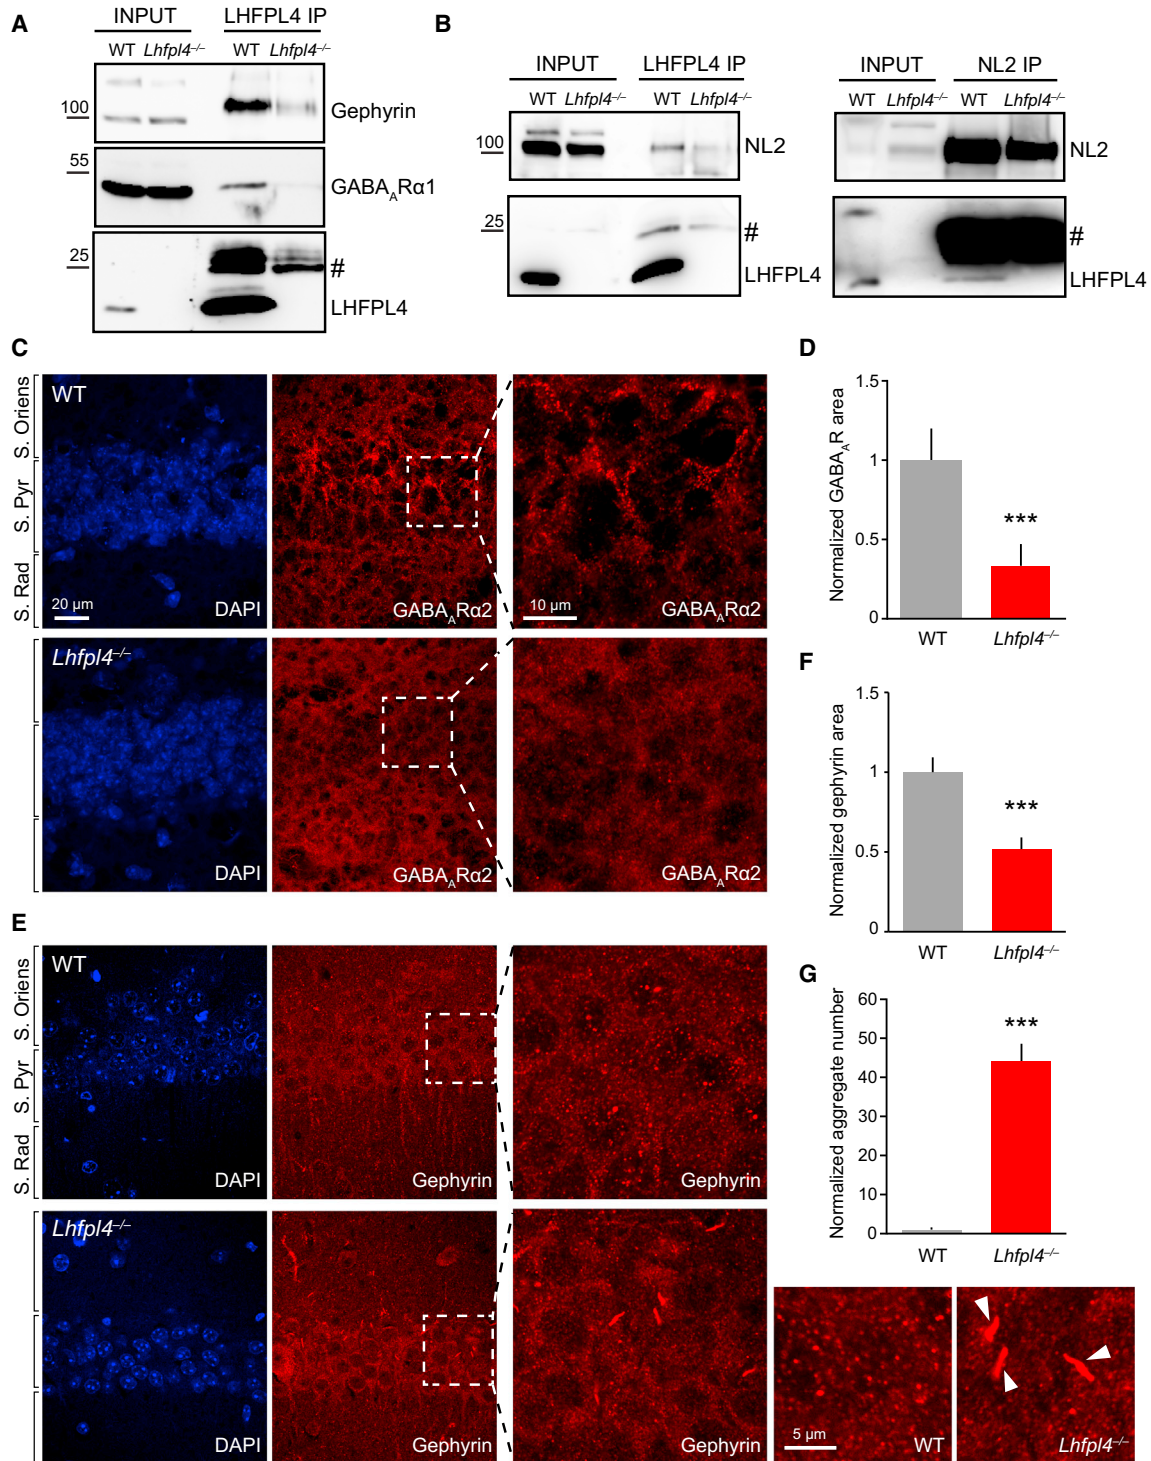 A
INPUT LHFPL4 IP
WT Lhfpl4–/– WT Lhfpl4–/–
100
Gephyrin
55
GABAARα1
25
#
LHFPL4
B
INPUT LHFPL4 IP
WT Lhfpl4–/– WT Lhfpl4–/–
100
NL2
25
#
LHFPL4
INPUT NL2 IP
WT Lhfpl4–/– WT Lhfpl4–/–
NL2
#
LHFPL4
C
S. Oriens
S. Pyr
S. Rad
WT
20 µm
DAPI
GABAARα2
10 µm
GABAARα2
Lhfpl4–/–
DAPI
GABAARα2
GABAARα2
D
Normalized GABAAR area
1.5
1
0.5
0
***
WT Lhfpl4–/–
F
Normalized gephyrin area
1.5
1
0.5
0
***
WT Lhfpl4–/–
E
S. Oriens
S. Pyr
S. Rad
WT
DAPI
Gephyrin
Gephyrin
Lhfpl4–/–
DAPI
Gephyrin
Gephyrin
G
Normalized aggregate number
60
50
40
30
20
10
0
***
WT Lhfpl4–/–
5 µm
WT
Lhfpl4–/–